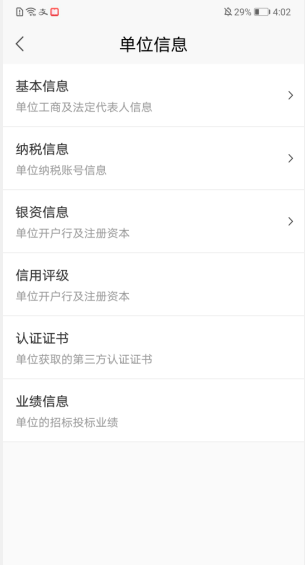 29% 4:02
单位信息
基本信息
单位工商及法定代表人信息
纳税信息
单位纳税账号信息
银资信息
单位开户行及注册资本
信用评级
单位开户行及注册资本
认证证书
单位获取的第三方认证证书
业绩信息
单位的招标投标业绩